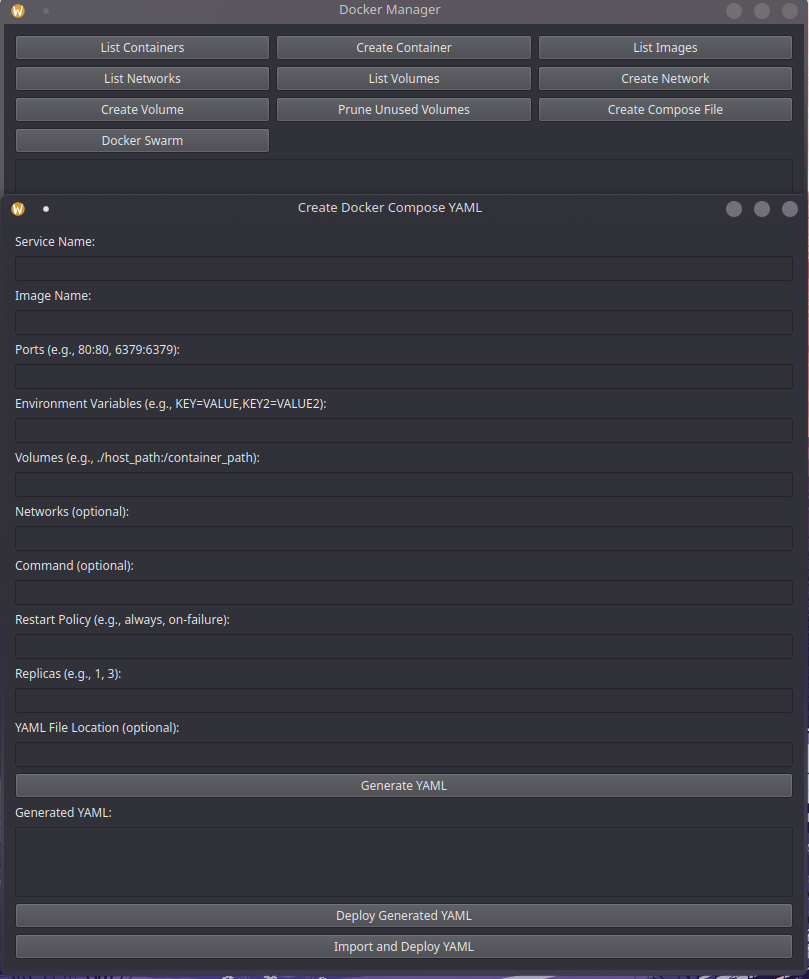 Docker Manager
List Containers
Create Container
List Images
List Networks
List Volumes
Create Network
Create Volume
Prune Unused Volumes
Create Compose File
Docker Swarm
Create Docker Compose YAML
Service Name:
Image Name:
Ports (e.g., 80:80, 6379:6379):
Environment Variables (e.g., KEY=VALUE,KEY2=VALUE2):
Volumes (e.g., ./host_path:/container_path):
Networks (optional):
Command (optional):
Restart Policy (e.g., always, on-failure):
Replicas (e.g., 1, 3):
YAML File Location (optional):
Generate YAML
Generated YAML:
Deploy Generated YAML
Import and Deploy YAML